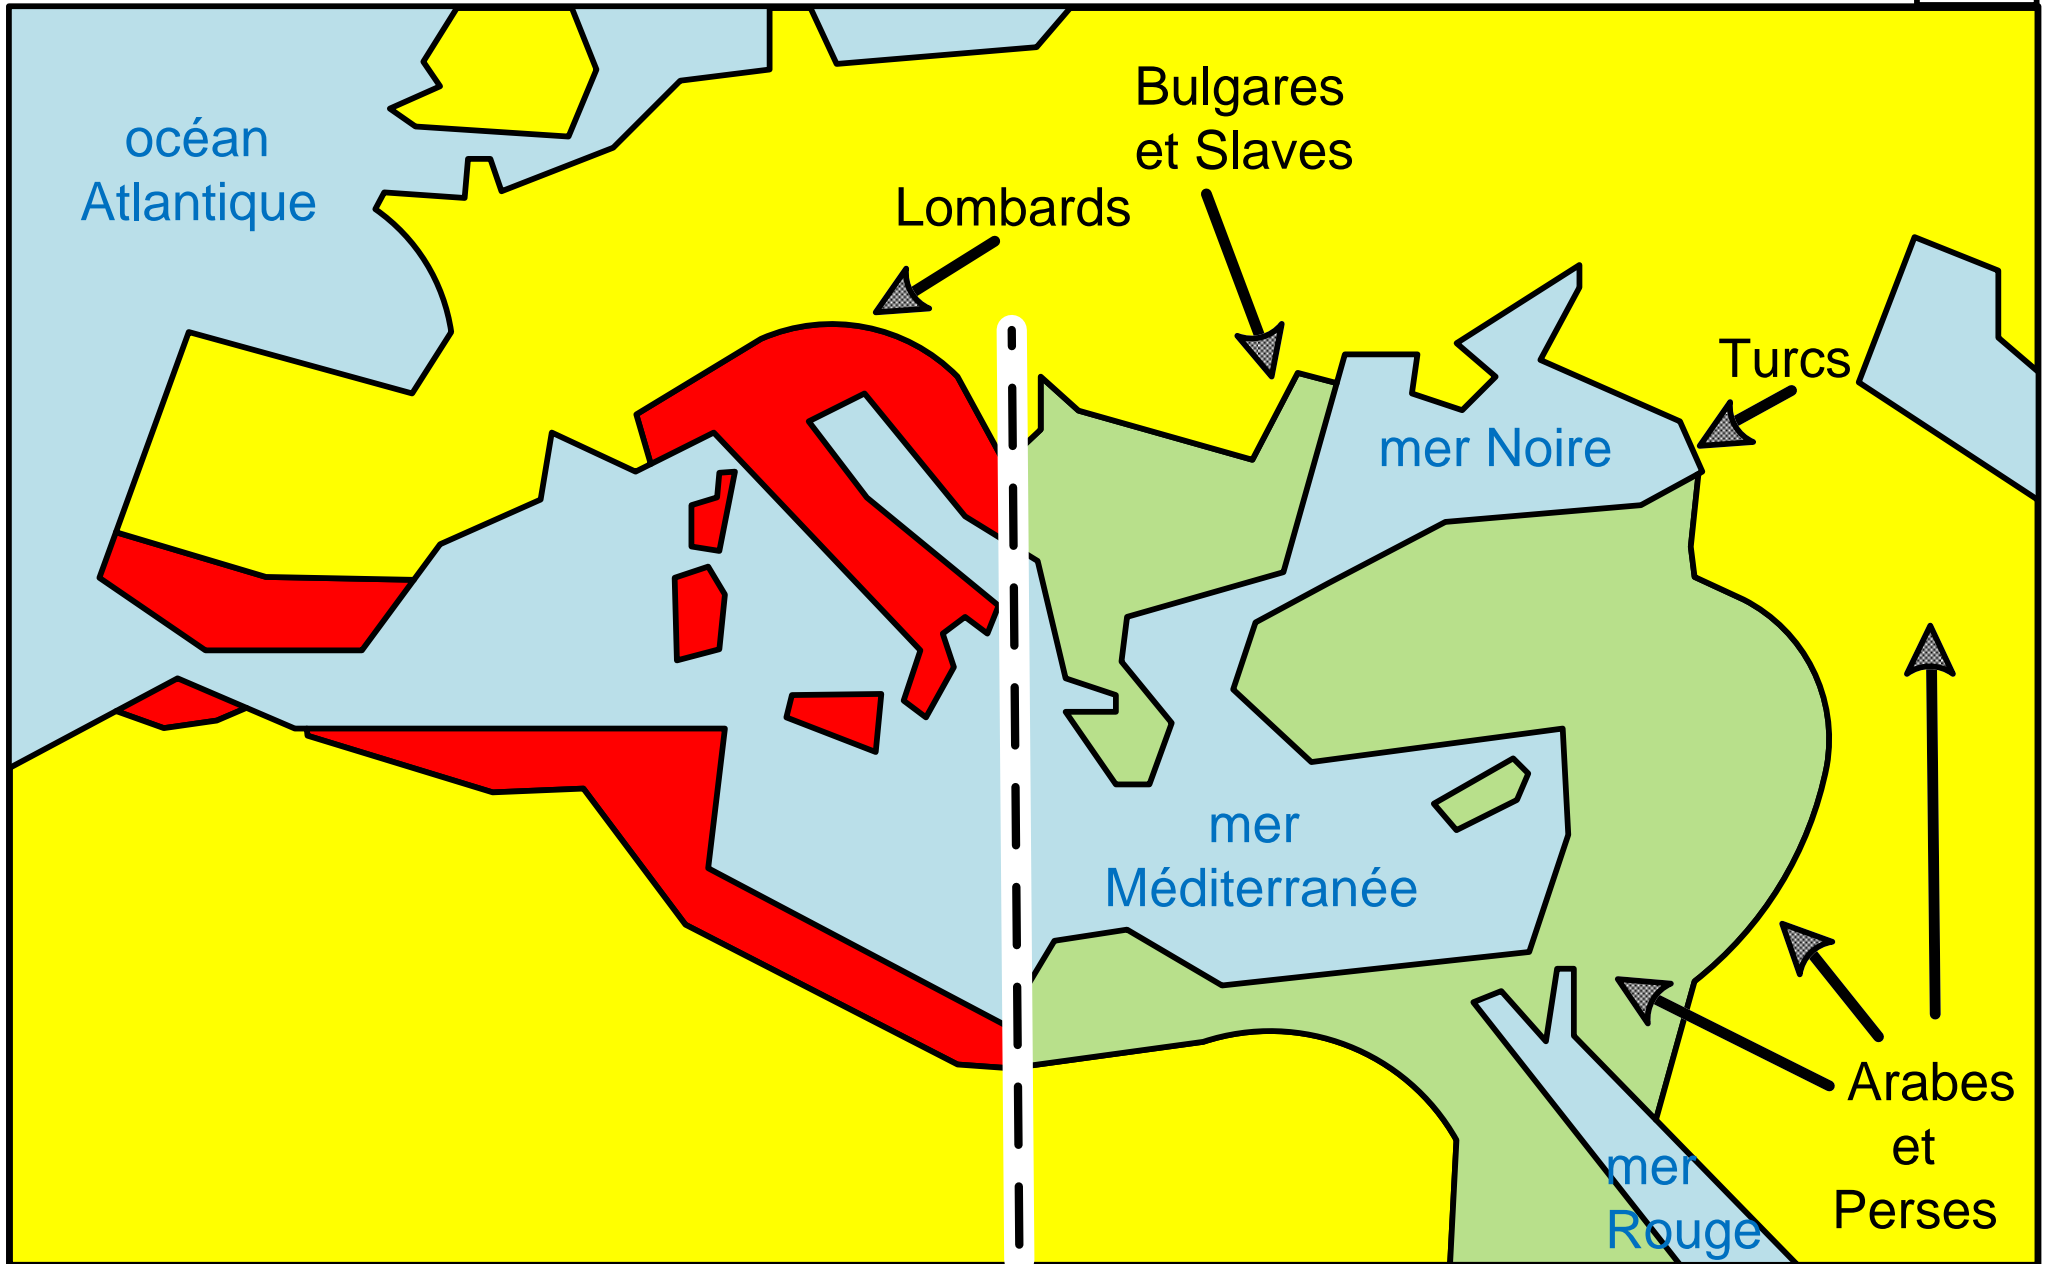 océan
Atlantique
Bulgares
et Slaves
Lombards
Turcs
mer Noire
mer
Méditerranée
Arabes
et
Perses
mer
Rouge